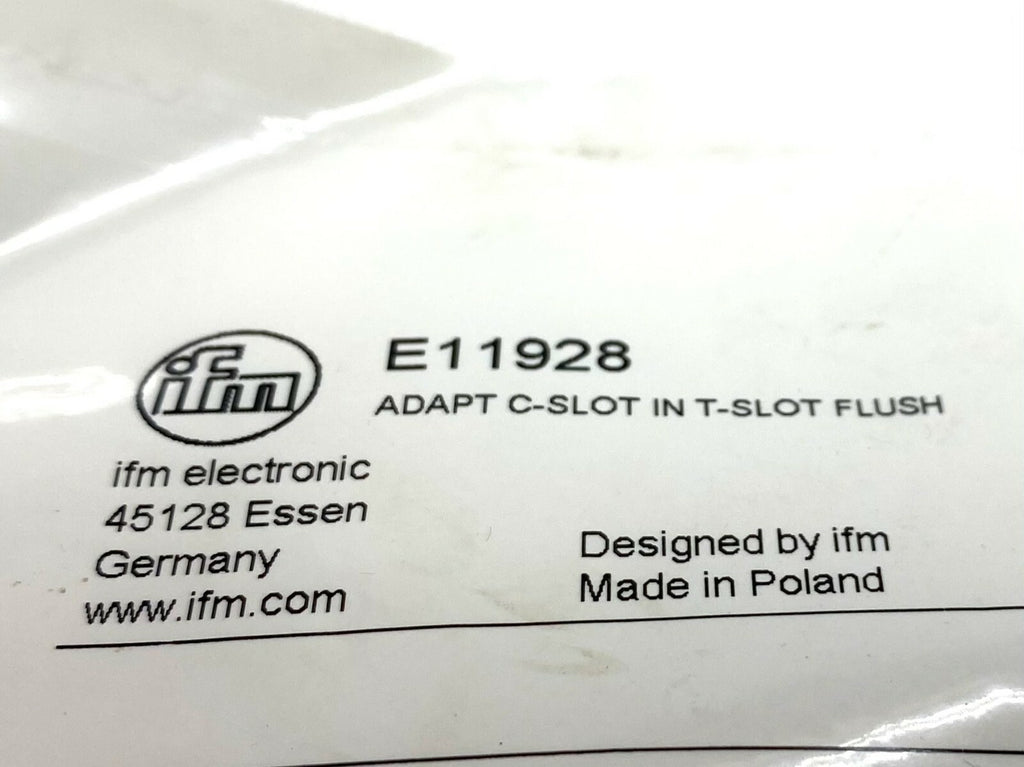 ifm
E11928
ADAPT C-SLOT IN T-SLOT FLUSH
ifm electronic
45128 Essen
Germany
www.ifm.com
Designed by ifm
Made in Poland